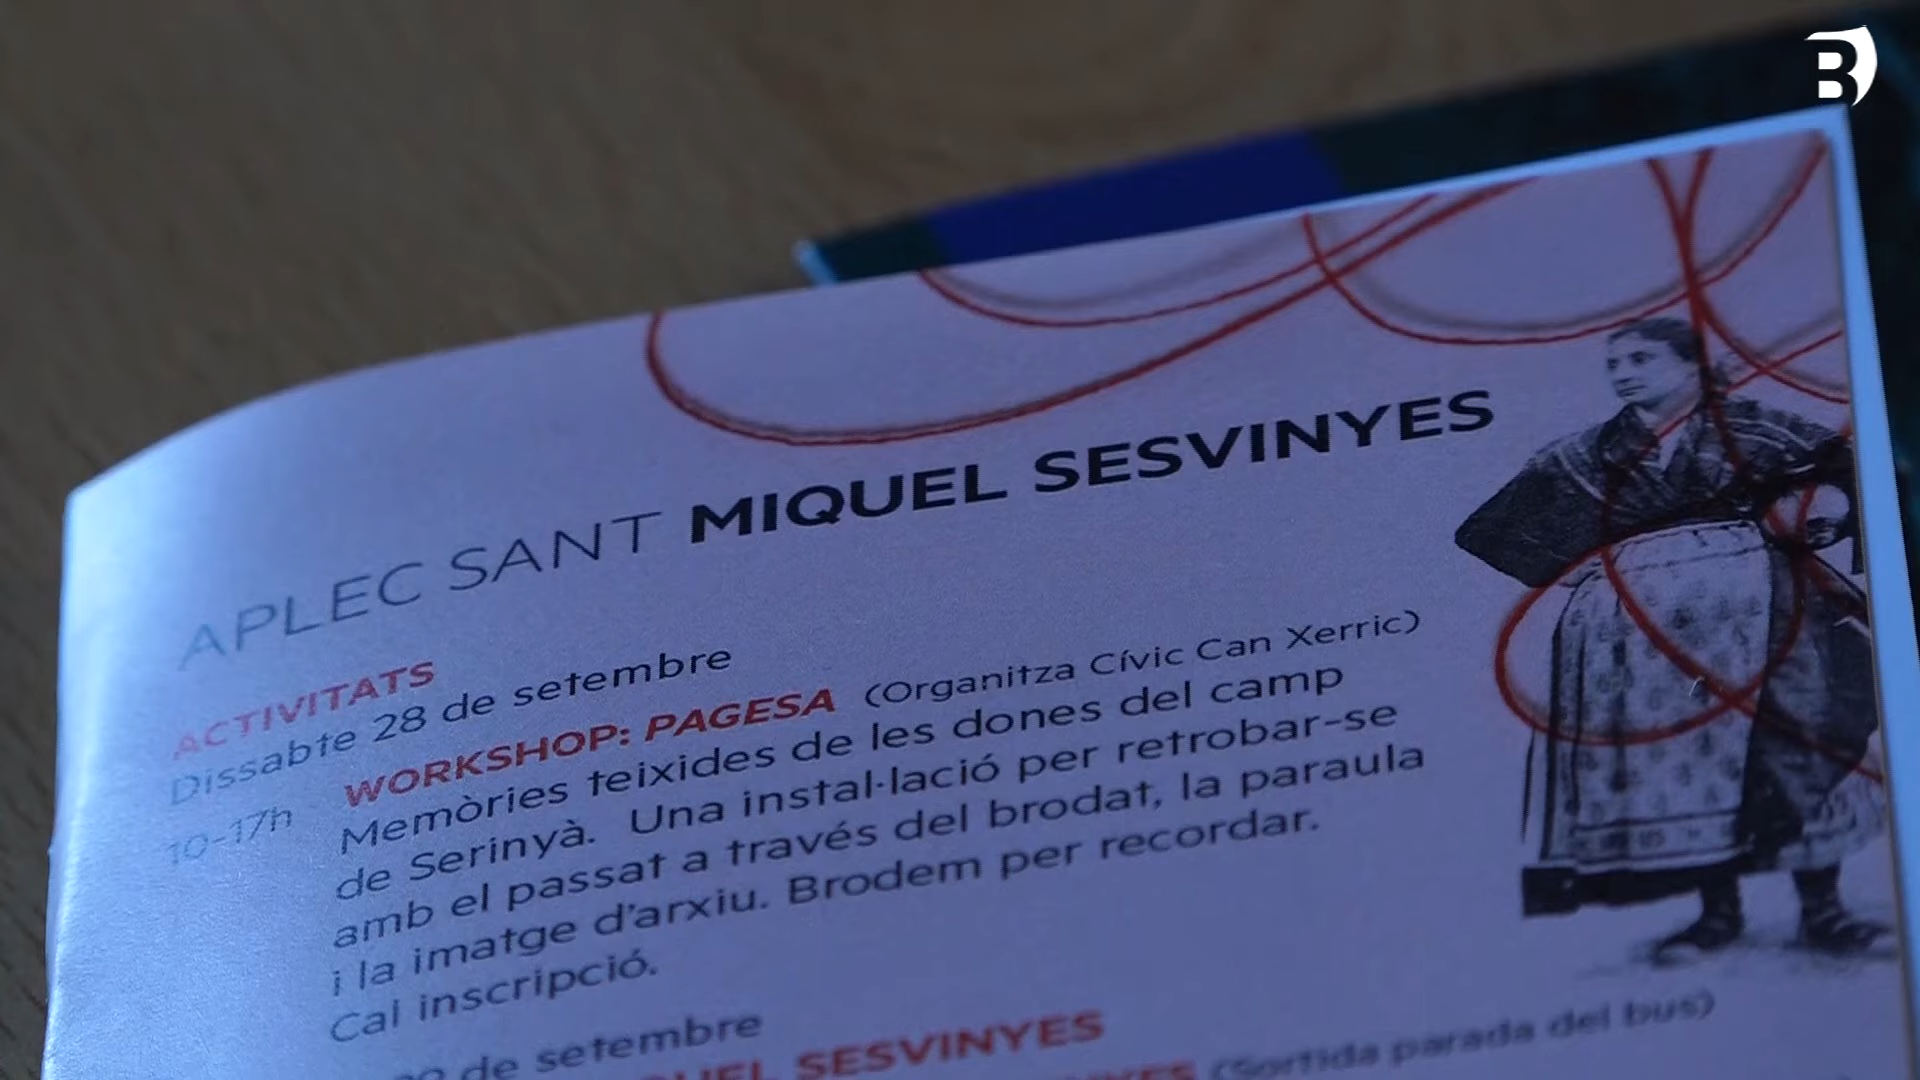 B
APLEC SANT MIQUEL SESVINYES
ACTIVITATS
Dissabte 28 de setembre
10-17h WORKSHOP: PAGESA (Organitza Cívic Can Xerric)
Memòries teixides de les dones del camp
de Serinyà. Una instal·lació per retrobar-se
amb el passat a través del brodat, la paraula
i la imatge d'arxiu. Brodem per recordar.
Cal inscripció.
de setembre
SESVINYES
(Sortida parada del bus)